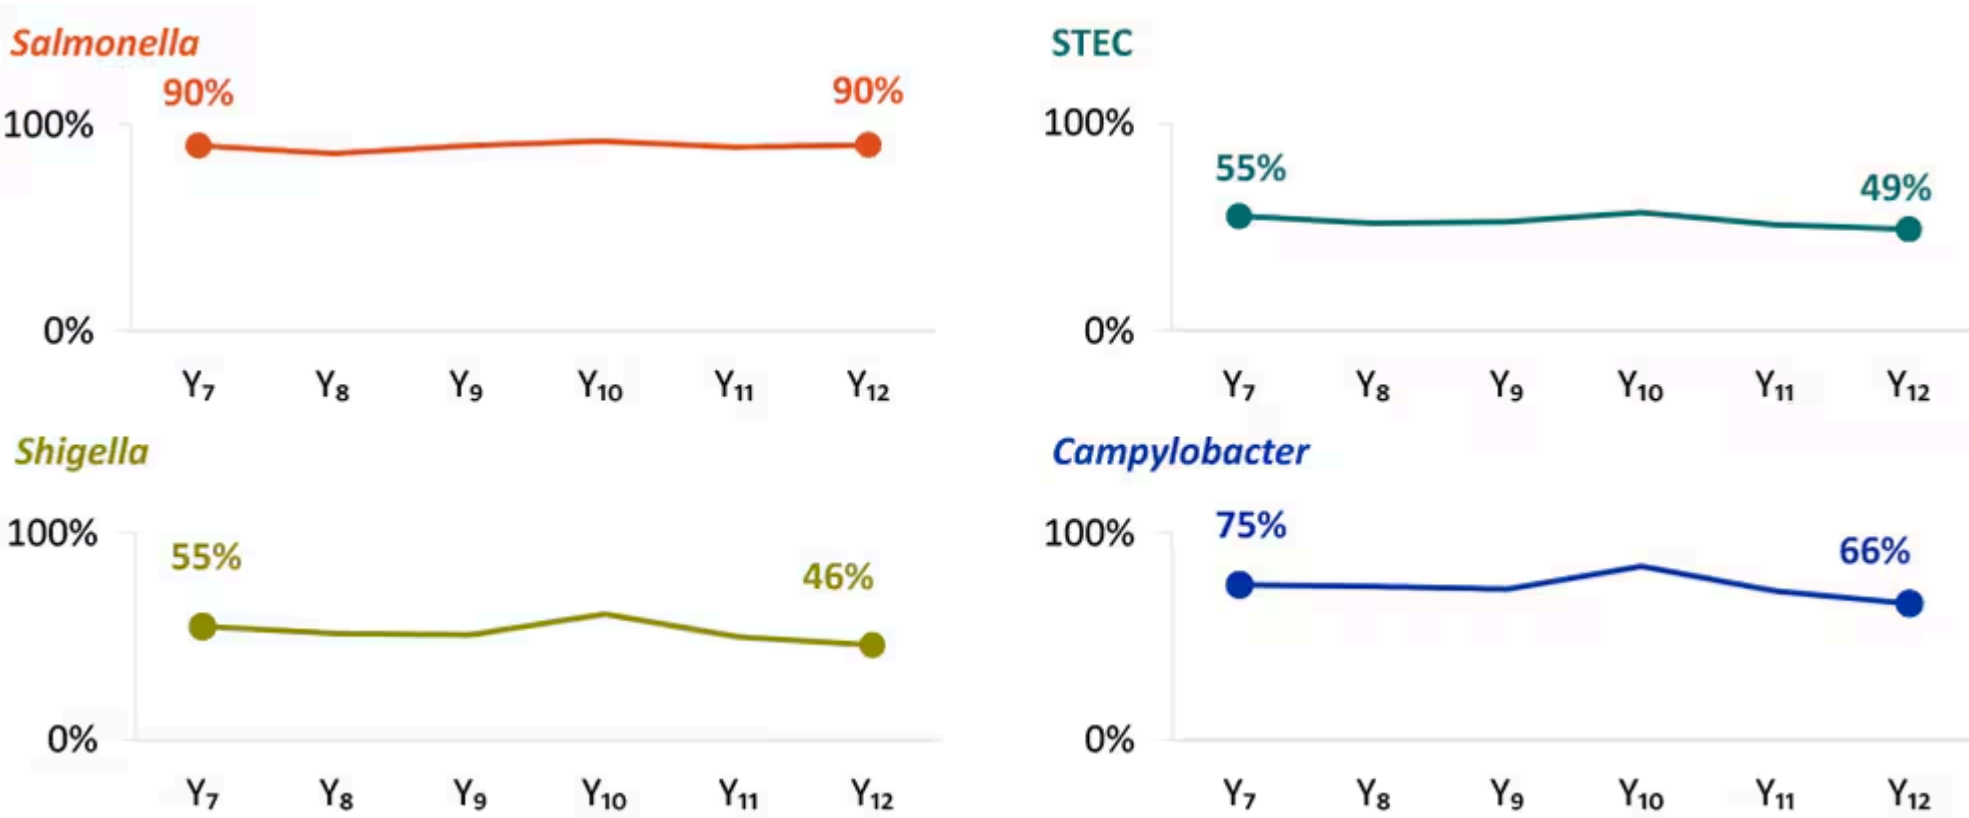 Salmonella
90%
90%
100%
0%
Y₇ Y₈ Y₉ Y₁₀ Y₁₁ Y₁₂
STEC
100%
55%
49%
0%
Y₇ Y₈ Y₉ Y₁₀ Y₁₁ Y₁₂
Shigella
100%
55%
46%
0%
Y₇ Y₈ Y₉ Y₁₀ Y₁₁ Y₁₂
Campylobacter
75%
100%
66%
0%
Y₇ Y₈ Y₉ Y₁₀ Y₁₁ Y₁₂